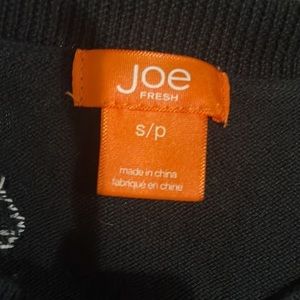 Joe
FRESH
s/p
made in china
fabriqué en chine